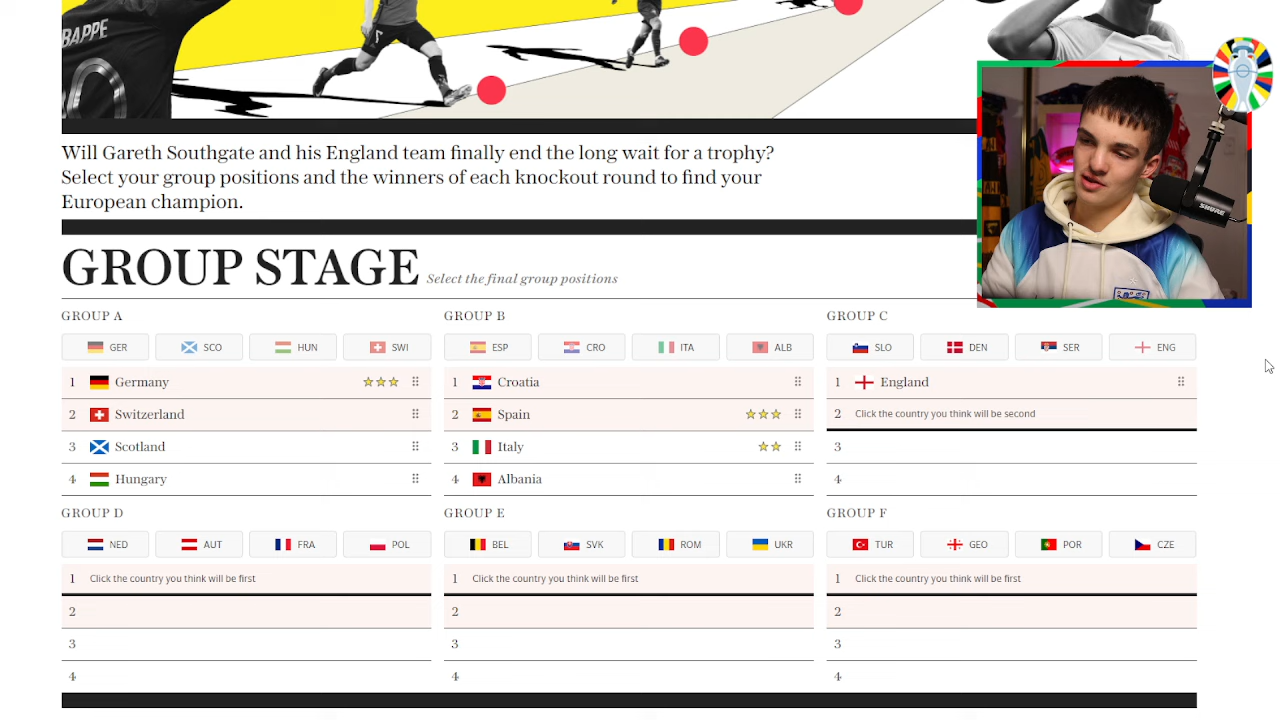 BAPPE
10
SHURE
Will Gareth Southgate and his England team finally end the long wait for a trophy?
Select your group positions and the winners of each knockout round to find your
European champion.
GROUP STAGE Select the final group positions
GROUP A
GER SCO HUN SWI
1 Germany
2 Switzerland
3 Scotland
4 Hungary
GROUP B
ESP CRO ITA ALB
1 Croatia
2 Spain
3 Italy
4 Albania
GROUP C
SLO DEN SER ENG
1 England
2 Click the country you think will be second
3
4
GROUP D
NED AUT FRA POL
1 Click the country you think will be first
2
3
4
GROUP E
BEL SVK ROM UKR
1 Click the country you think will be first
2
3
4
GROUP F
TUR GEO POR CZE
1 Click the country you think will be first
2
3
4